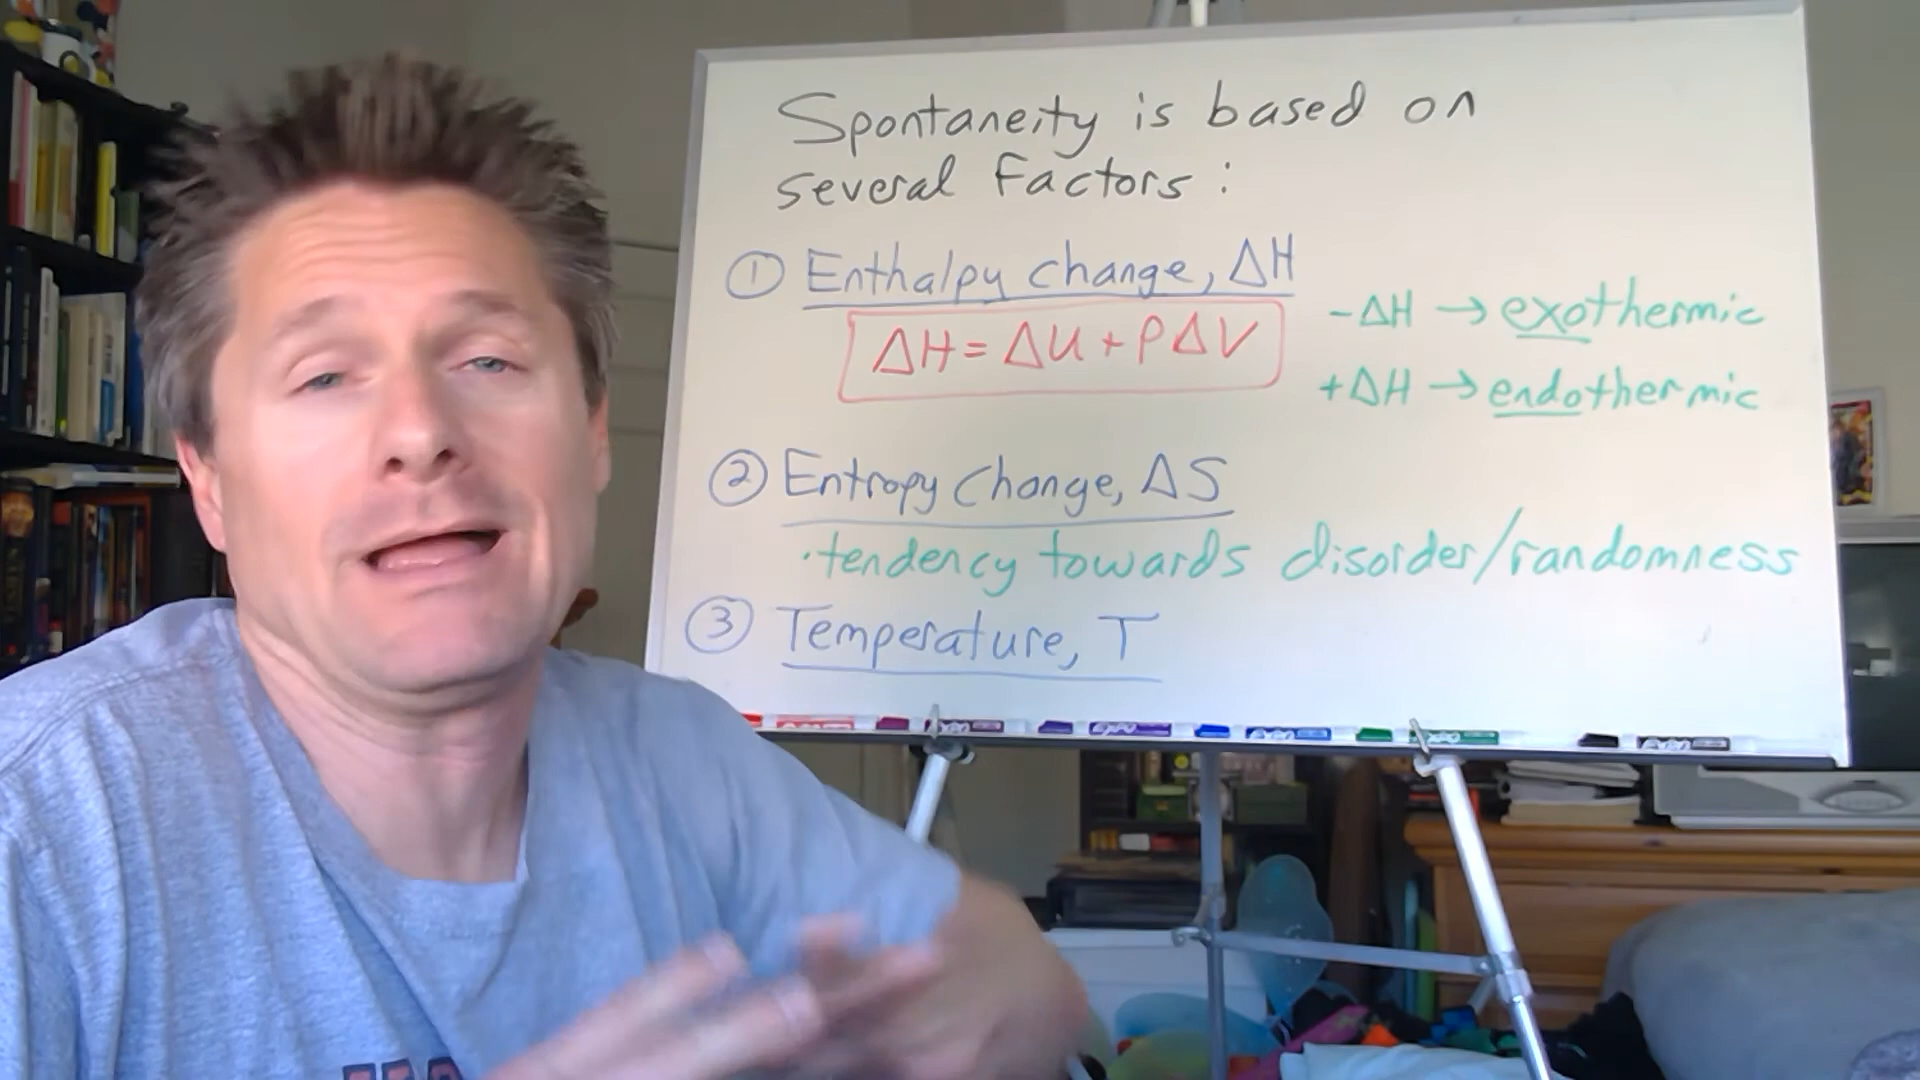 Spontaneity is based on
several factors:
① Enthalpy change, ΔH
ΔH = ΔU + PΔV
-ΔH → exothermic
+ΔH → endothermic
② Entropy change, ΔS
·tendency towards disorder/randomness
③ Temperature, T